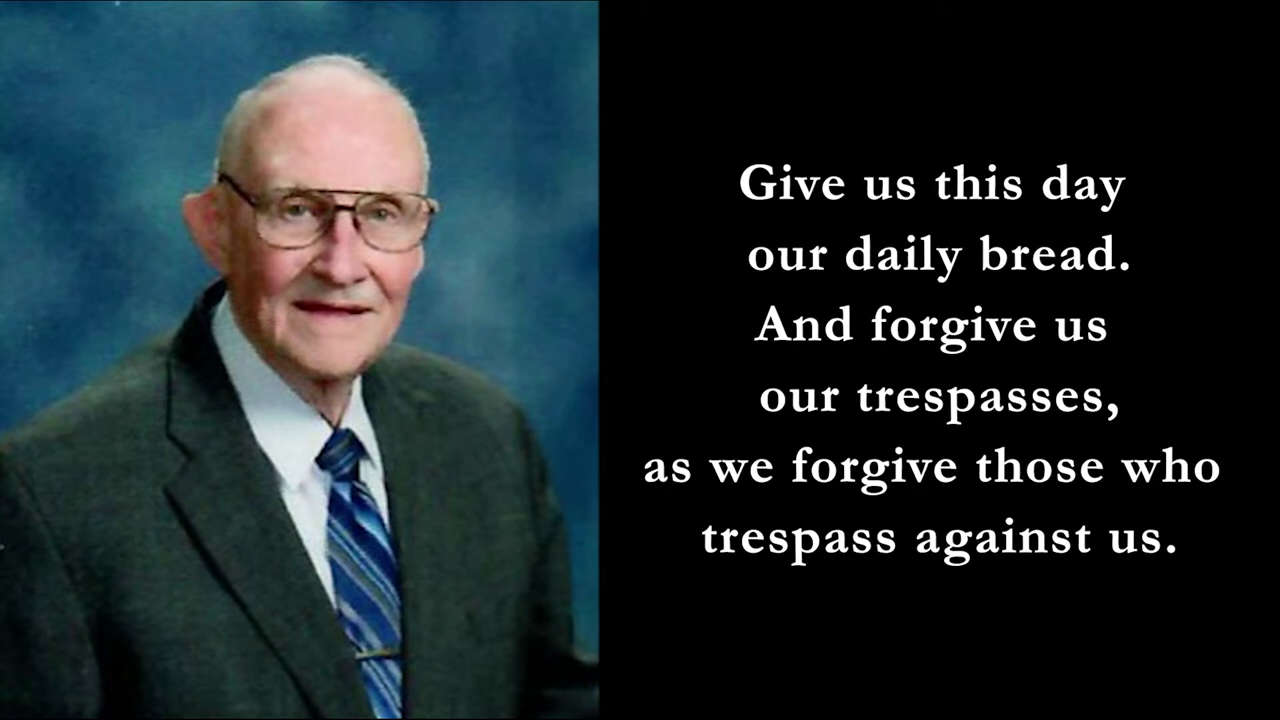 Give us this day
our daily bread.
And forgive us
our trespasses,
as we forgive those who
trespass against us.